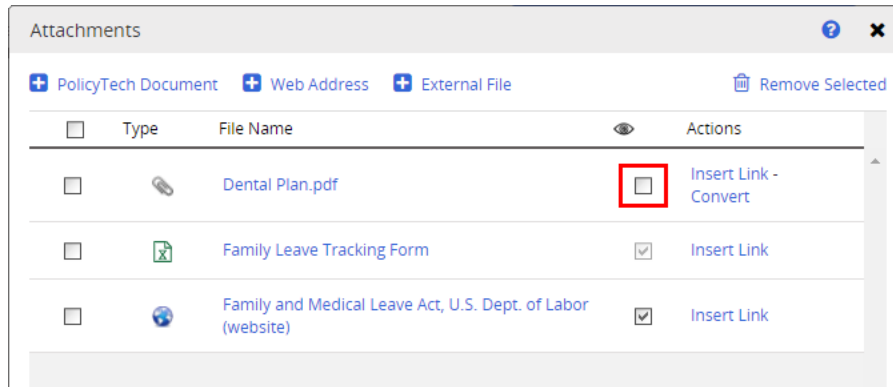 Attachments
PolicyTech Document Web Address External File Remove Selected
Type File Name Actions
Dental Plan.pdf Insert Link -
Convert
Family Leave Tracking Form Insert Link
Family and Medical Leave Act, U.S. Dept. of Labor
(website) Insert Link